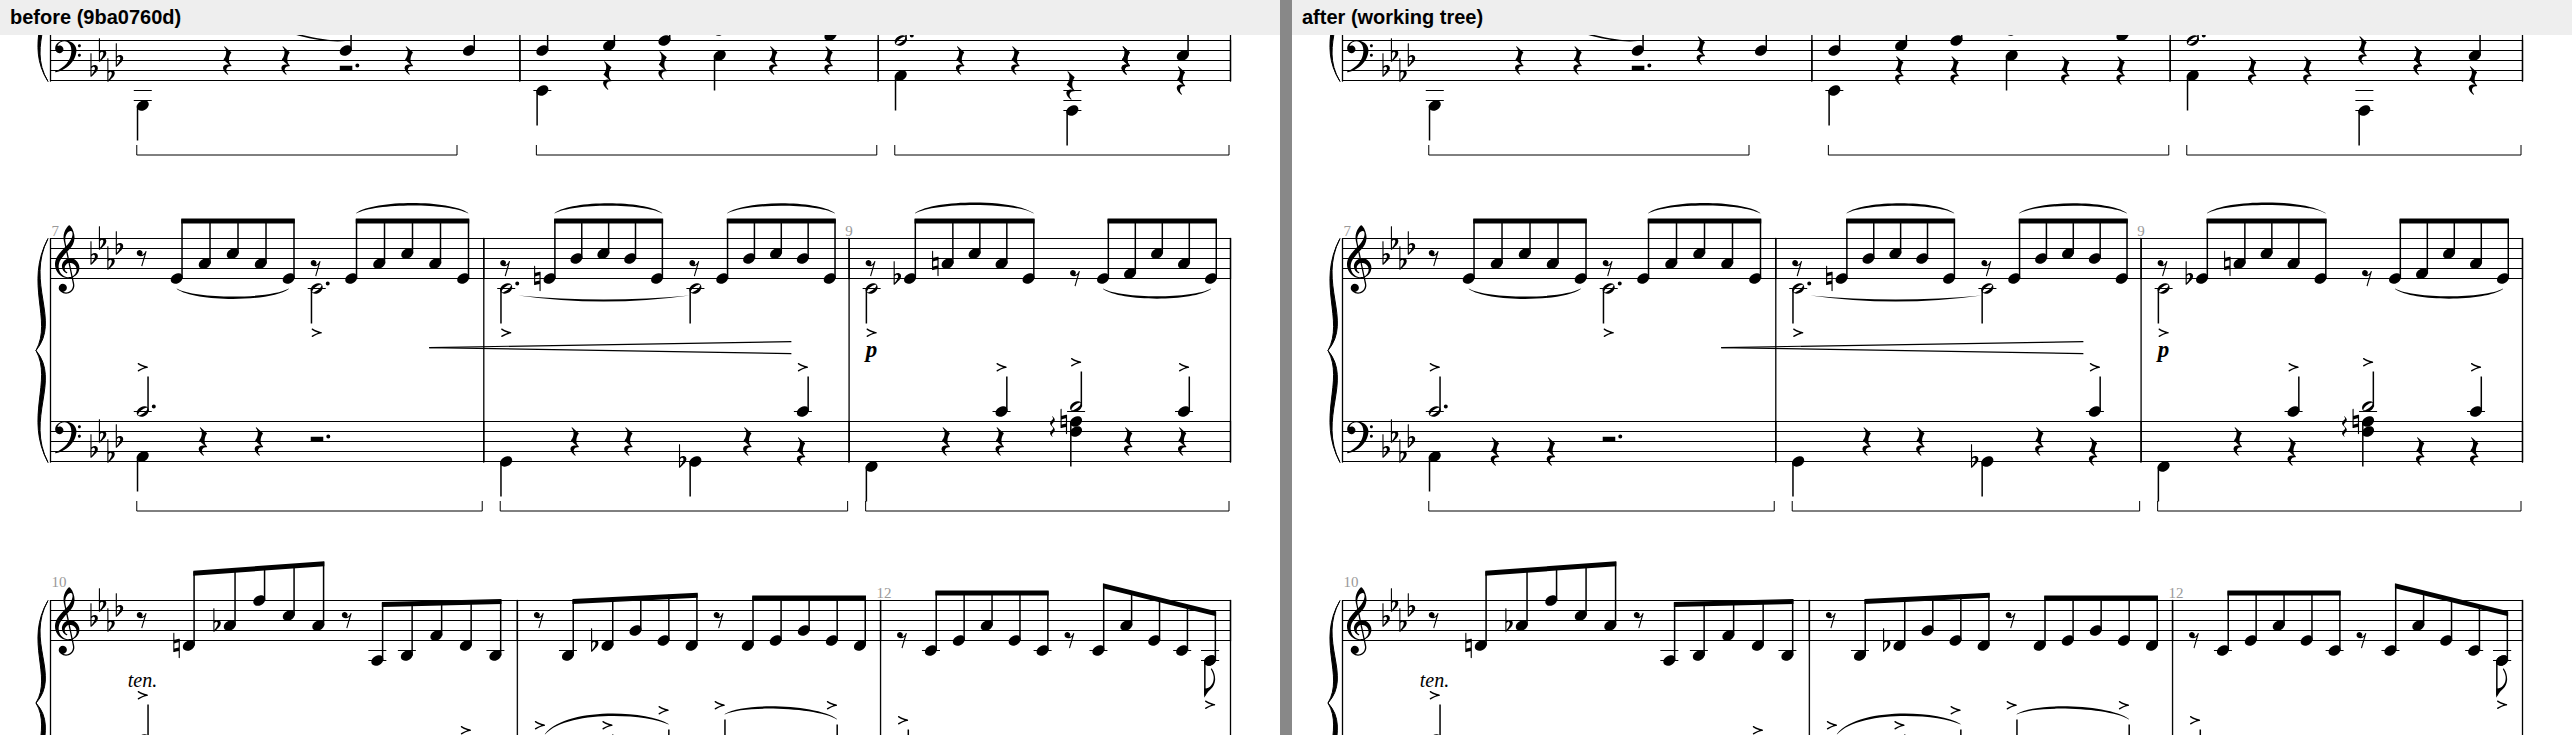 before (9ba0760d)
after (working tree)
7
9
p
7
9
p
10
12
ten.
10
12
ten.